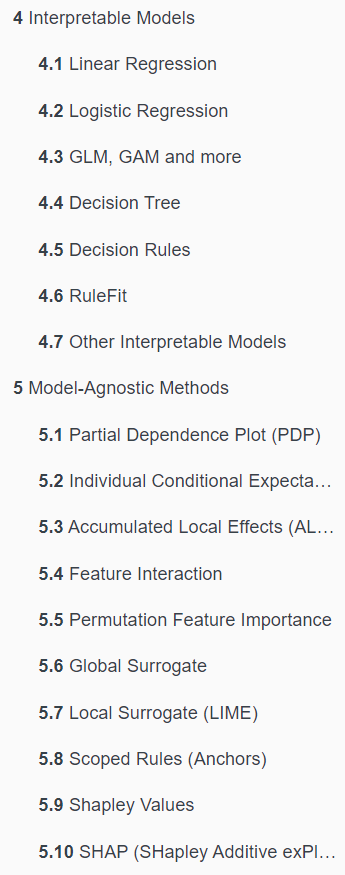 4 Interpretable Models
4.1 Linear Regression
4.2 Logistic Regression
4.3 GLM, GAM and more
4.4 Decision Tree
4.5 Decision Rules
4.6 RuleFit
4.7 Other Interpretable Models
5 Model-Agnostic Methods
5.1 Partial Dependence Plot (PDP)
5.2 Individual Conditional Expecta…
5.3 Accumulated Local Effects (AL…
5.4 Feature Interaction
5.5 Permutation Feature Importance
5.6 Global Surrogate
5.7 Local Surrogate (LIME)
5.8 Scoped Rules (Anchors)
5.9 Shapley Values
5.10 SHAP (SHapley Additive exPl…